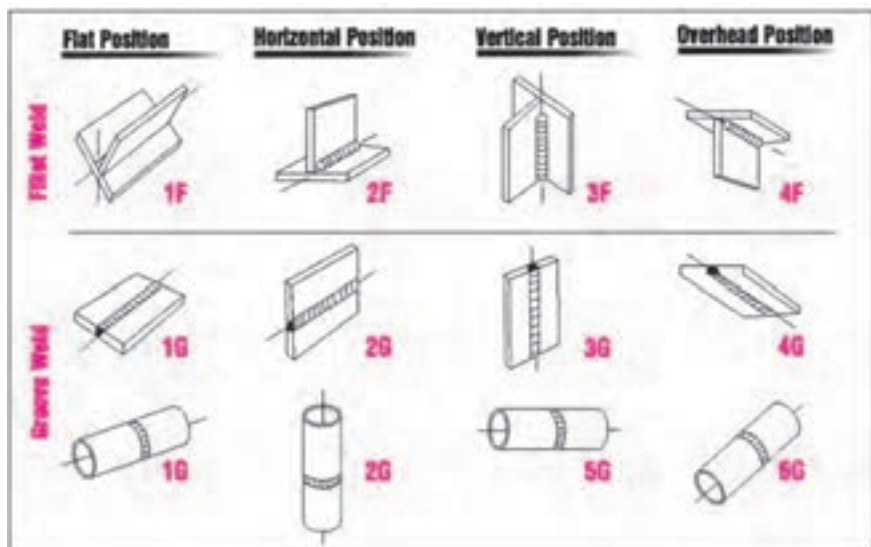 Flat Position Horizontal Position Vertical Position Overhead Position
Fillet Weld
1F 2F 3F 4F
Groove Weld
1G 2G 3G 4G
1G 2G 5G 6G